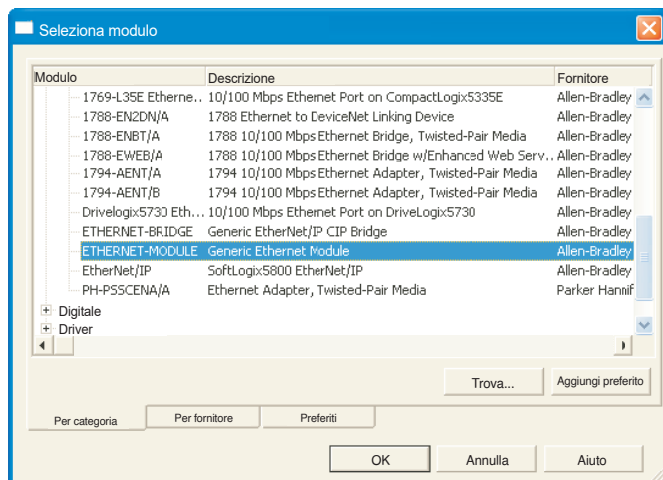 Seleziona modulo
Modulo Descrizione Fornitore
1769-L35E Etherne.. 10/100 Mbps Ethernet Port on CompactLogix5335E Allen-Bradley
1788-EN2DN/A 1788 Ethernet to DeviceNet Linking Device Allen-Bradley
1788-ENBT/A 1788 10/100 Mbps Ethernet Bridge, Twisted-Pair Media Allen-Bradley
1788-EWEB/A 1788 10/100 Mbps Ethernet Bridge w/Enhanced Web Serv.. Allen-Bradley
1794-AENT/A 1794 10/100 Mbps Ethernet Adapter, Twisted-Pair Media Allen-Bradley
1794-AENT/B 1794 10/100 Mbps Ethernet Adapter, Twisted-Pair Media Allen-Bradley
Drivelogix5730 Eth... 10/100 Mbps Ethernet Port on DriveLogix5730 Allen-Bradley
ETHERNET-BRIDGE Generic EtherNet/IP CIP Bridge Allen-Bradley
ETHERNET-MODULE Generic Ethernet Module Allen-Bradley
EtherNet/IP SoftLogix5800 EtherNet/IP Allen-Bradley
PH-PSSCENA/A Ethernet Adapter, Twisted-Pair Media Parker Hannif
Digitale
Driver
Trova... Aggiungi preferito
Per categoria Per fornitore Preferiti
OK Annulla Aiuto